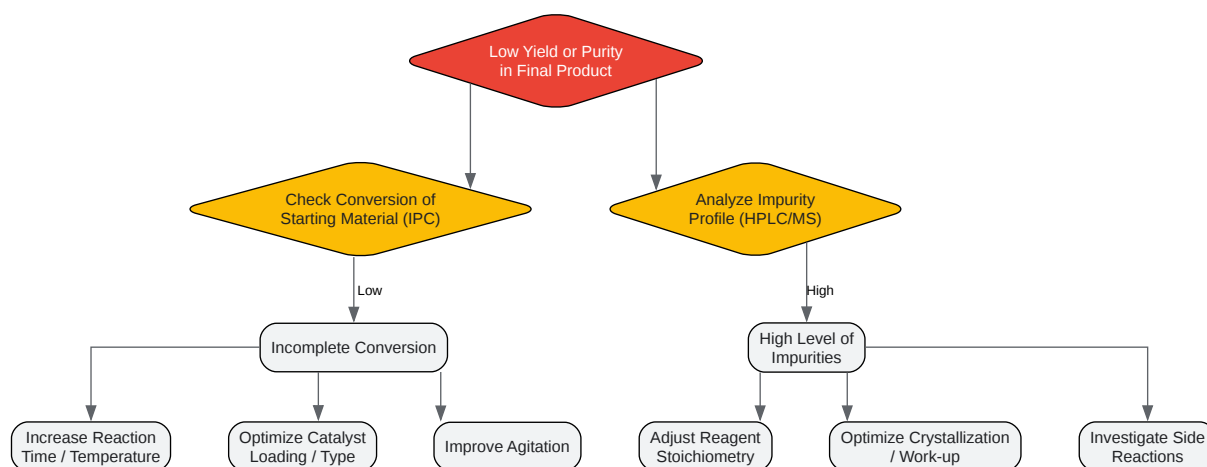 Low Yield or Purity
in Final Product
Check Conversion of
Starting Material (IPC)
Analyze Impurity
Profile (HPLC/MS)
Low
High
Incomplete Conversion
High Level of
Impurities
Increase Reaction
Time / Temperature
Optimize Catalyst
Loading / Type
Improve Agitation
Adjust Reagent
Stoichiometry
Optimize Crystallization
/ Work-up
Investigate Side
Reactions